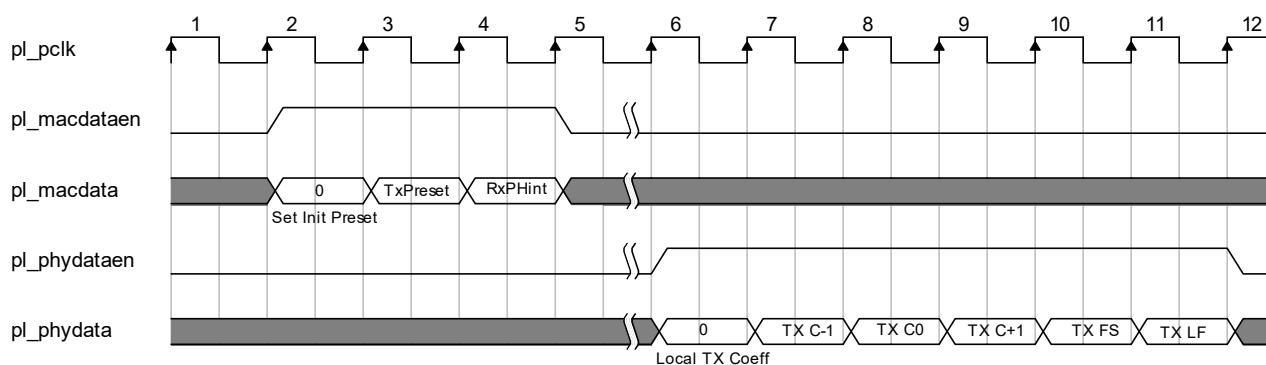 1 2 3 4 5 6 7 8 9 10 11 12
pl_pclk
pl_macdataen
pl_macdata 0 TxPreset RxPHint
Set Init Preset
pl_phydataen
pl_phydata 0 TX C-1 TX C0 TX C+1 TX FS TX LF
Local TX Coeff